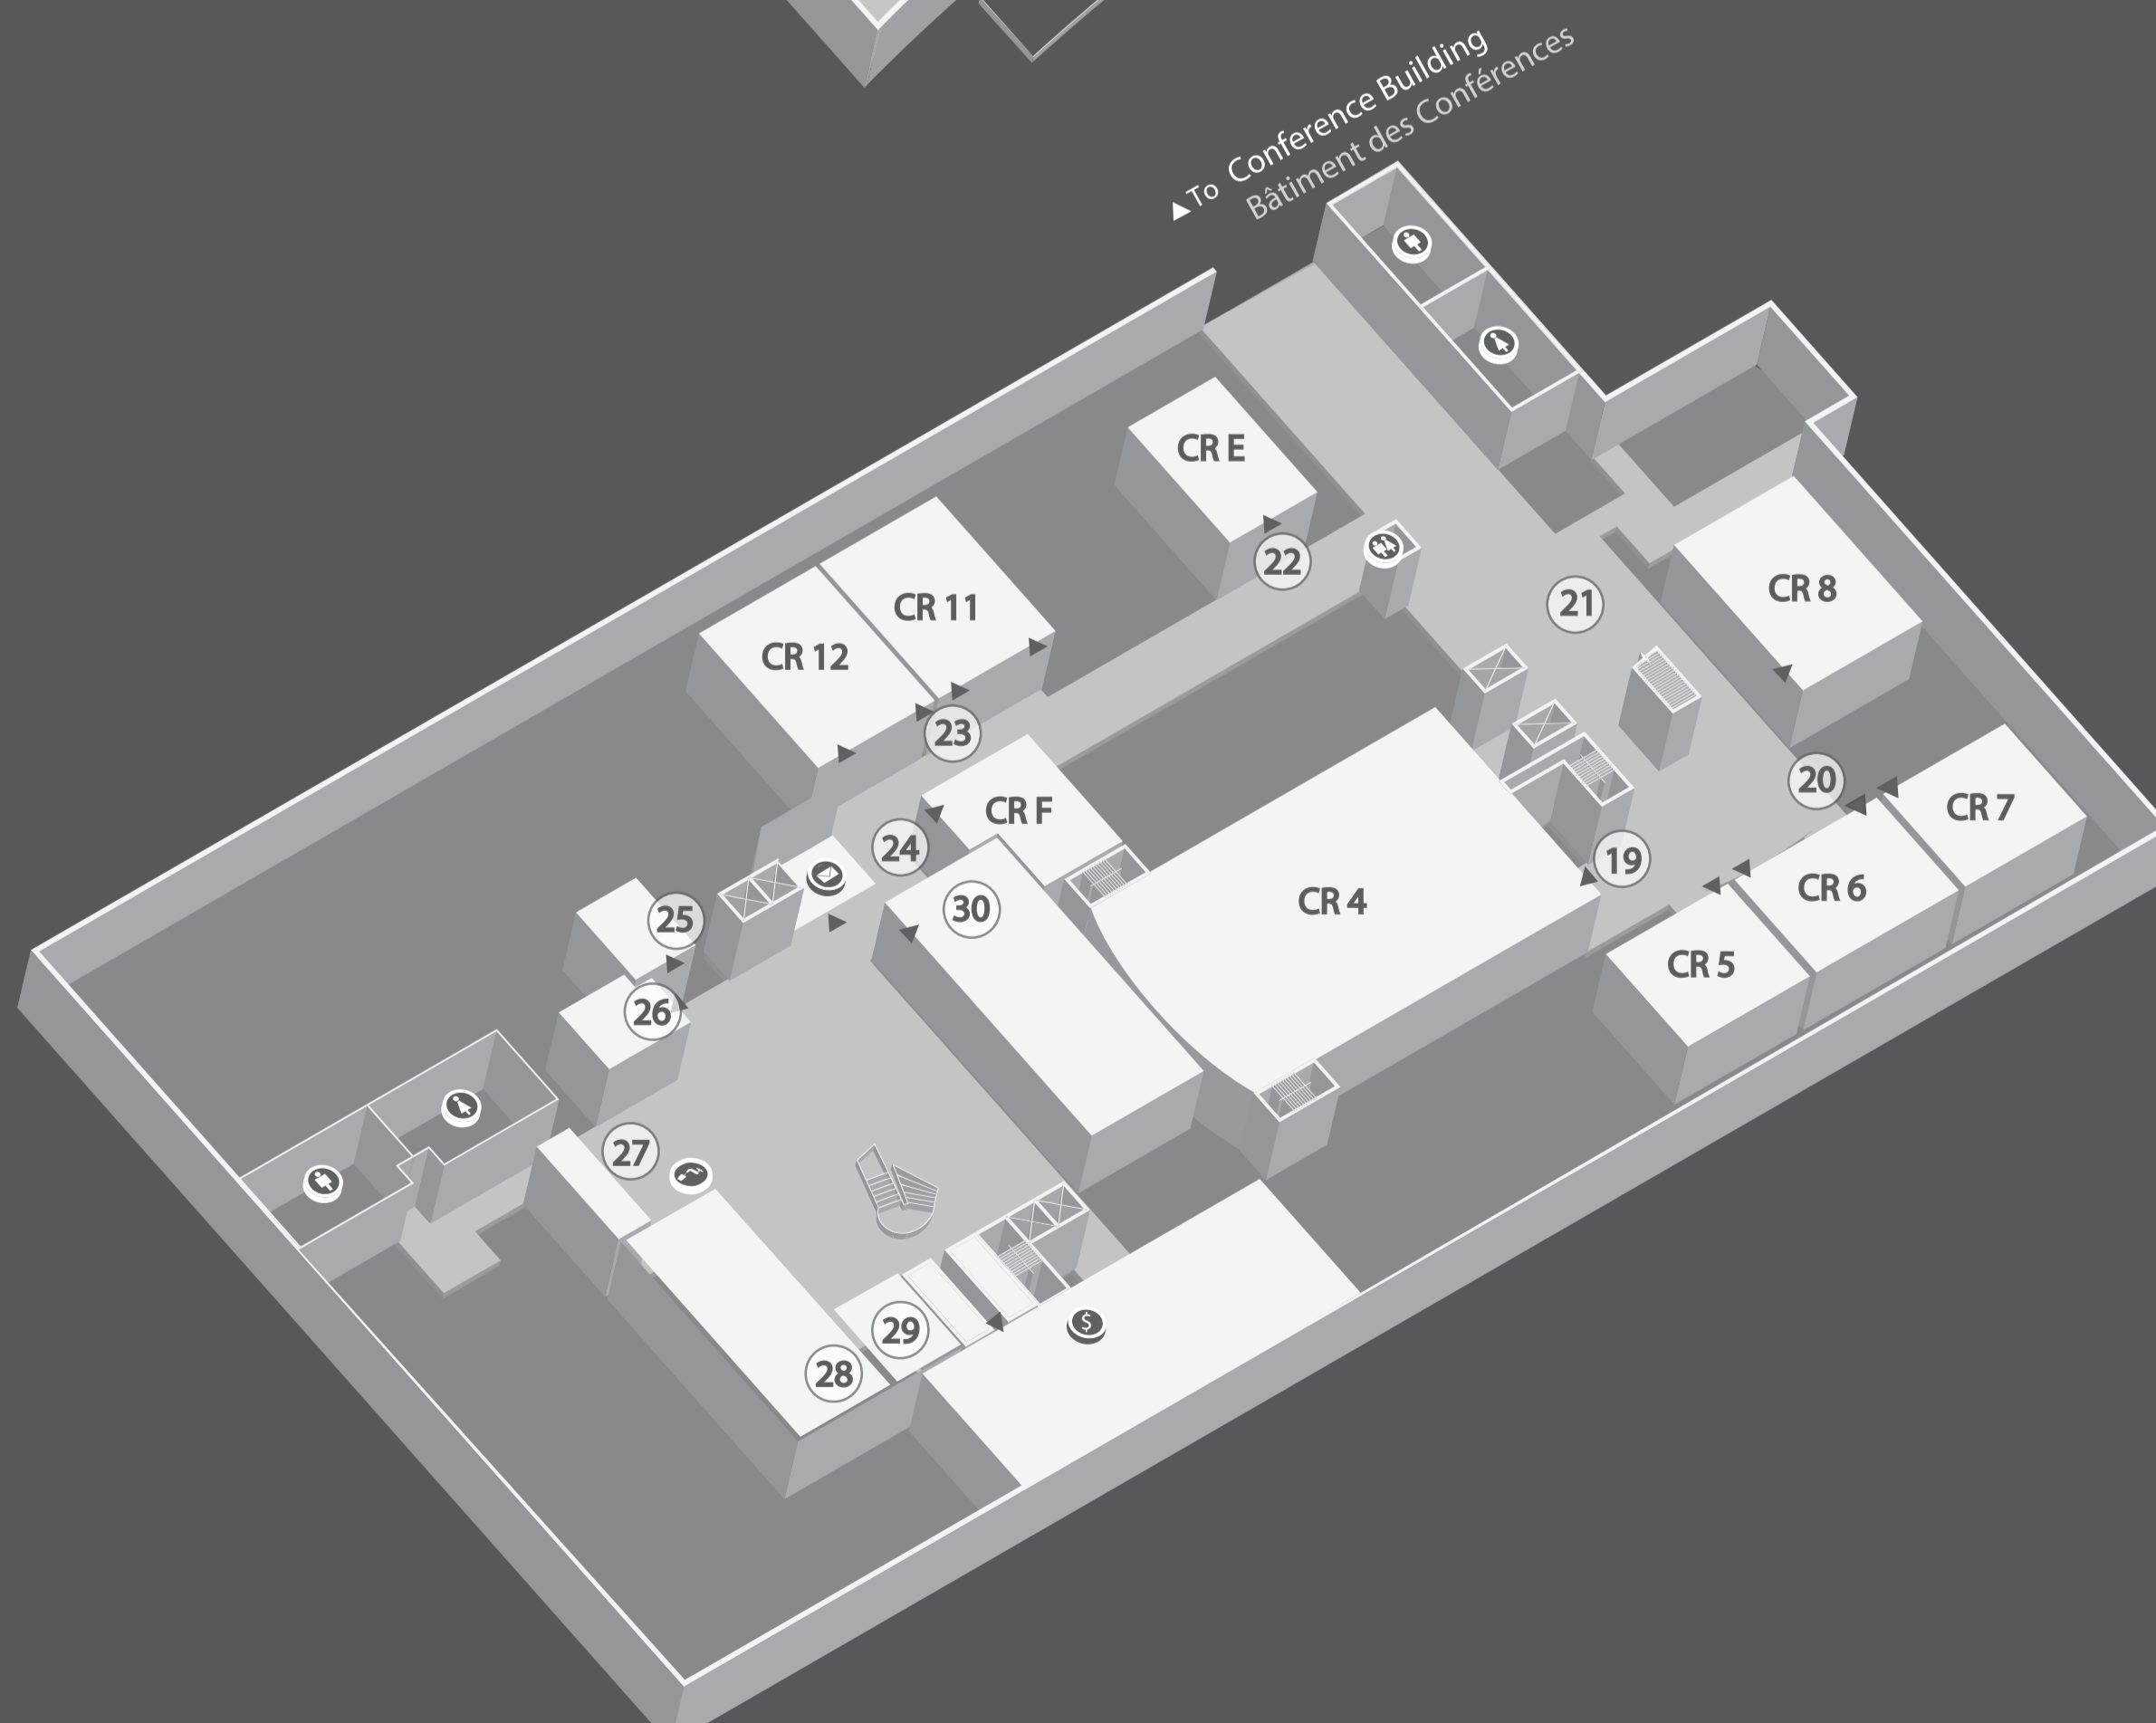 To Conference Building
Bâtiment des Conférences
CR E
22
21
CR 8
CR 11
CR 12
23
20
CR 7
CR F
24
19
CR 6
30
CR 4
25
CR 5
26
27
29
$
28